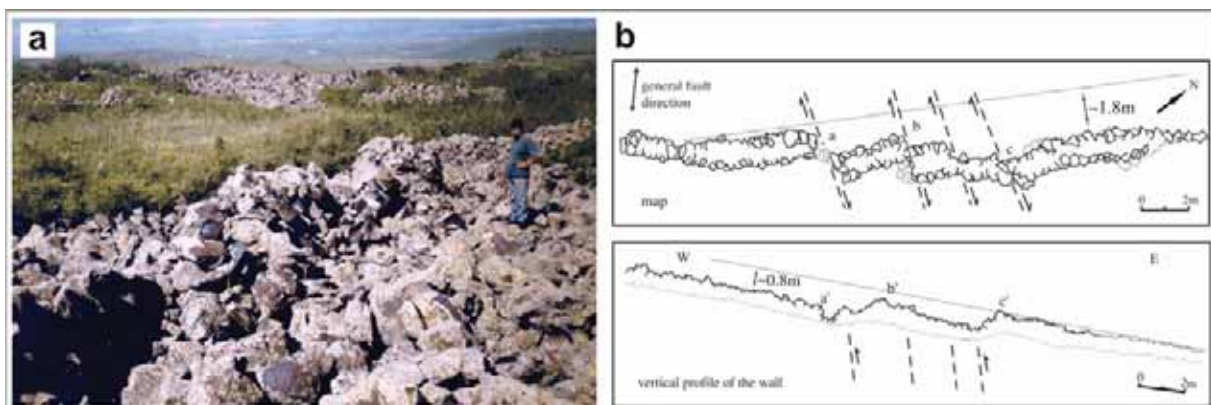 a
b
general fault
direction
N
~1.8m
a
b
c
map
0 2m
W
E
l~0.8m
a'
b'
c'
vertical profile of the wall
0 2m